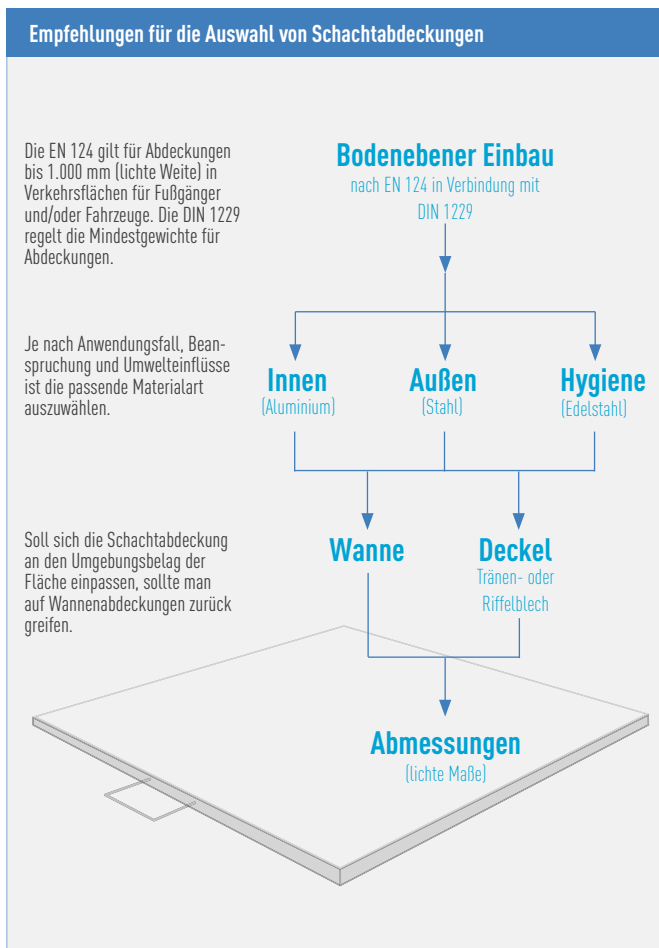 Empfehlungen für die Auswahl von Schachtabdeckungen
Die EN 124 gilt für Abdeckungen
bis 1.000 mm (lichte Weite) in
Verkehrsflächen für Fußgänger
und/oder Fahrzeuge. Die DIN 1229
regelt die Mindestgewichte für
Abdeckungen.
Bodenebener Einbau
nach EN 124 in Verbindung mit
DIN 1229
Je nach Anwendungsfall, Bean-
spruchung und Umwelteinflüsse
ist die passende Materialart
auszuwählen.
Innen
(Aluminium)
Außen
(Stahl)
Hygiene
(Edelstahl)
Soll sich die Schachtabdeckung
an den Umgebungsbelag der
Fläche einpassen, sollte man
auf Wannenabdeckungen zurück
greifen.
Wanne
Deckel
Tränen- oder
Riffelblech
Abmessungen
(lichte Maße)